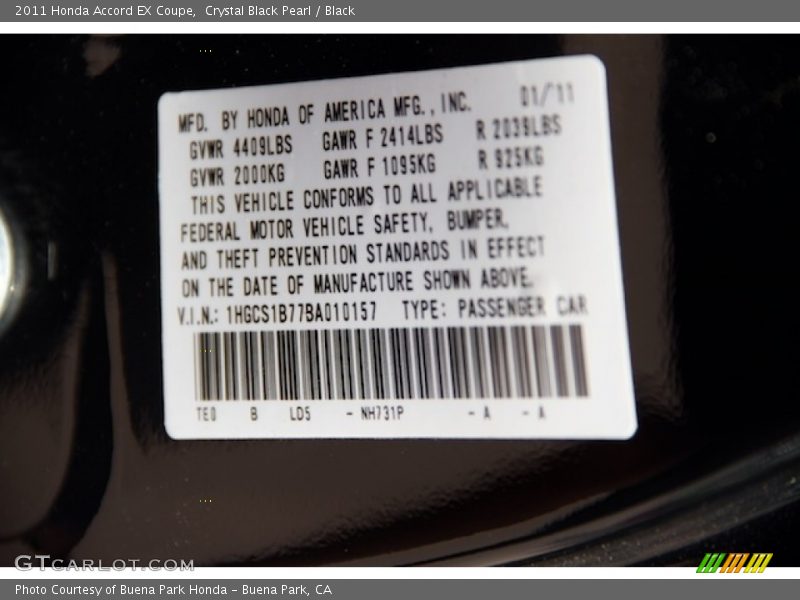 2011 Honda Accord EX Coupe,  Crystal Black Pearl / Black
MFD. BY HONDA OF AMERICA MFG., INC. 01/11
GVWR 4409LBS GAWR F 2414LBS R 2039LBS
GVWR 2000KG GAWR F 1095KG R 925KG
THIS VEHICLE CONFORMS TO ALL APPLICABLE
FEDERAL MOTOR VEHICLE SAFETY, BUMPER,
AND THEFT PREVENTION STANDARDS IN EFFECT
ON THE DATE OF MANUFACTURE SHOWN ABOVE.
V.I.N.: 1HGCS1B77BA010157 TYPE: PASSENGER CAR
TE0 B LD5 - NH731P - A - A
GTCARLOT.COM
Photo Courtesy of Buena Park Honda – Buena Park, CA